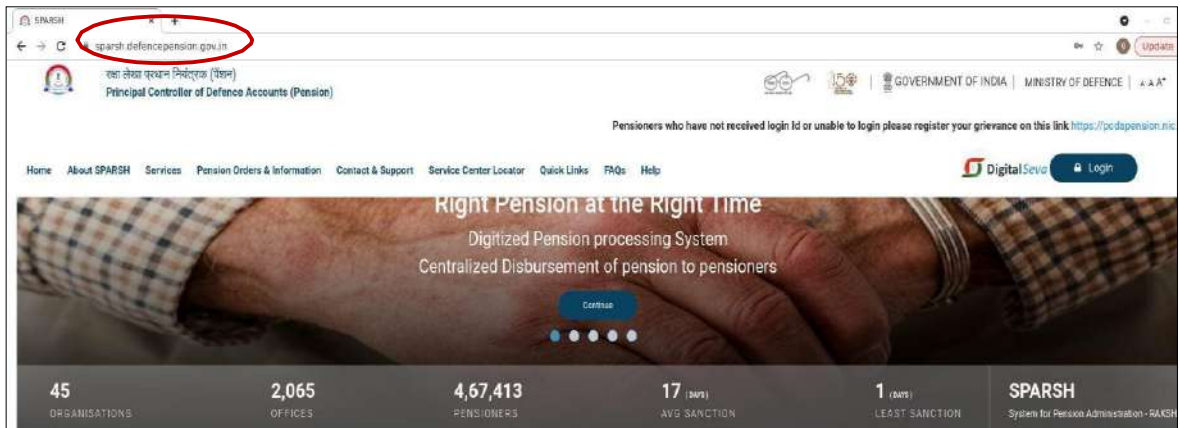 SPARSH
sparsh.defencepension.gov.in
Update
रक्षा लेखा प्रधान नियंत्रक (पेंशन)
Principal Controller of Defence Accounts (Pension)
GOVERNMENT OF INDIA | MINISTRY OF DEFENCE | A A A+
Pensioners who have not received login Id or unable to login please register your grievance on this link https://pcdapension.nic
Home About SPARSH Services Pension Orders & Information Contact & Support Service Center Locator Quick Links FAQs Help
DigitalSeva
Login
Right Pension at the Right Time
Digitized Pension processing System
Centralized Disbursement of pension to pensioners
Continue
45 2,065 4,67,413 17 (DAYS) 1 (DAYS) SPARSH
ORGANISATIONS OFFICES PENSIONERS AVG SANCTION LEAST SANCTION System for Pension Administration - RAKSH